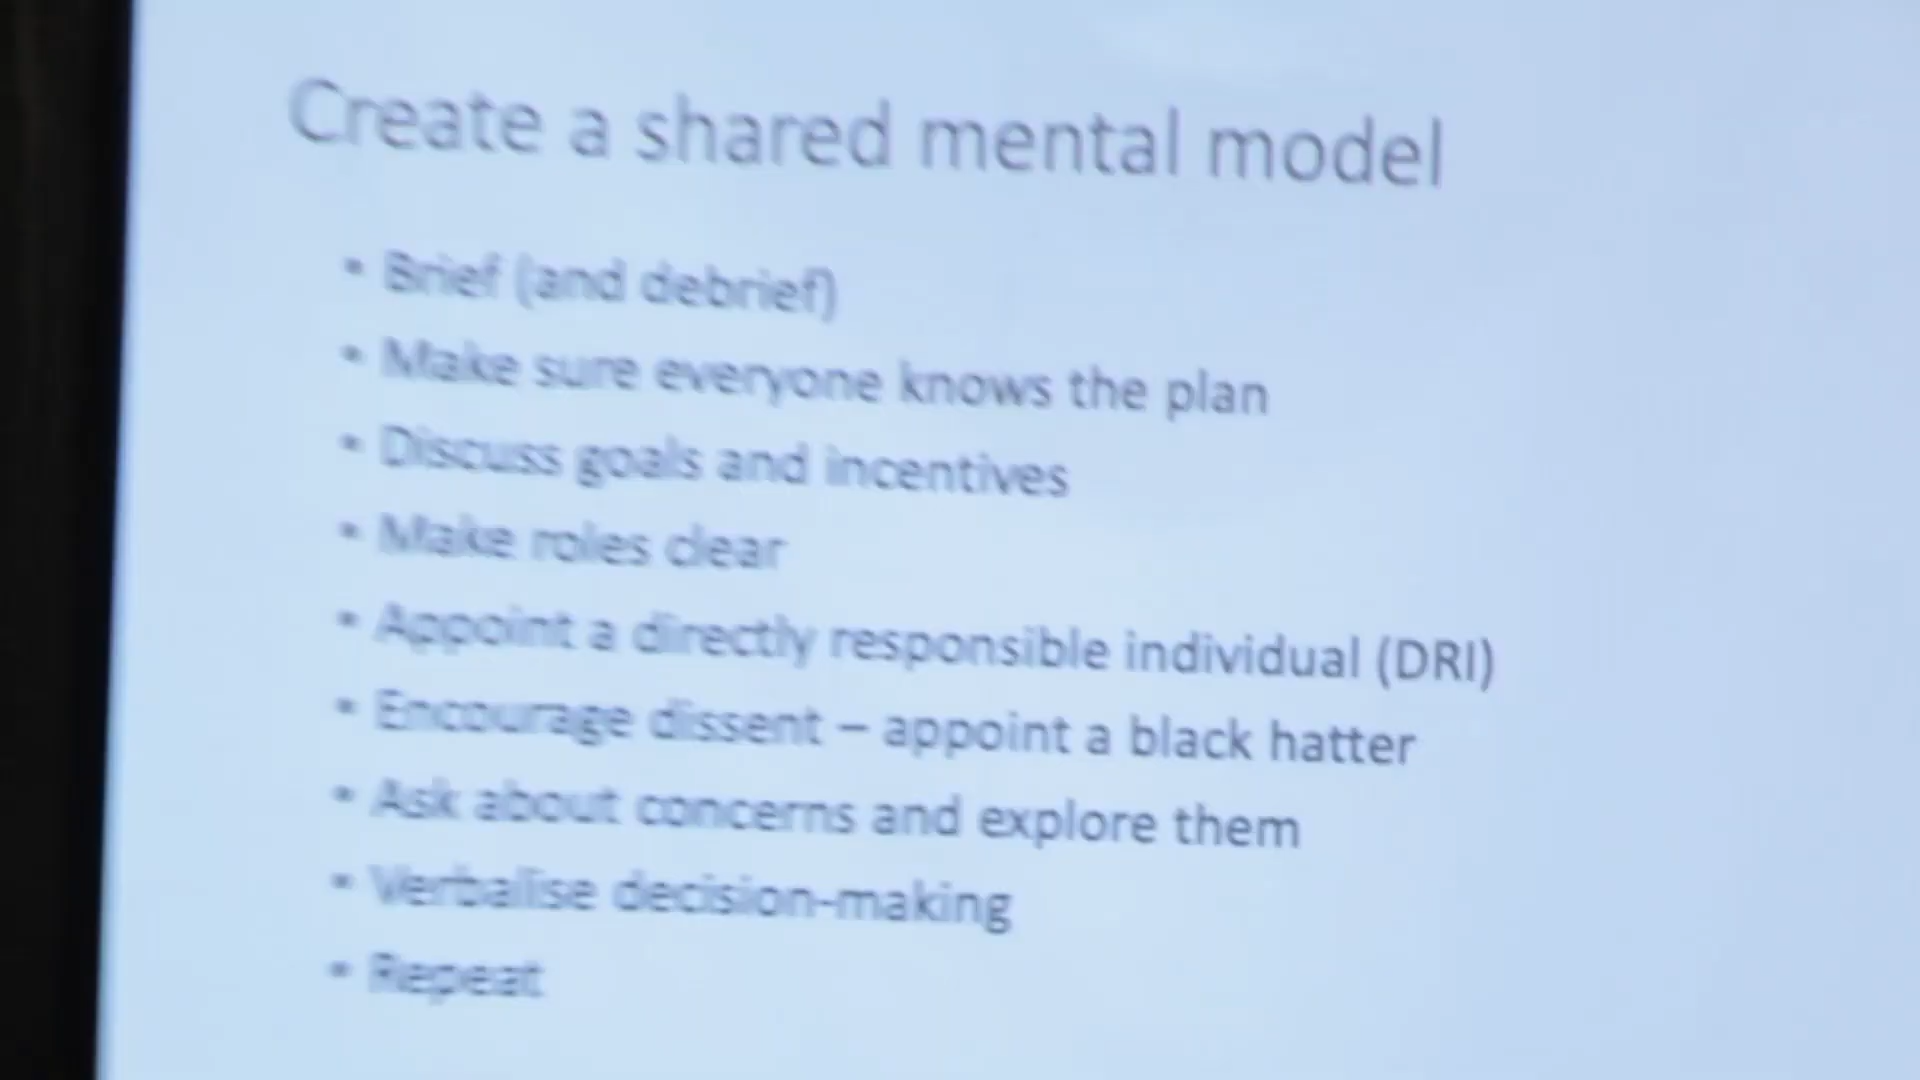 Create a shared mental model
• Brief (and debrief)
• Make sure everyone knows the plan
• Discuss goals and incentives
• Make roles clear
• Appoint a directly responsible individual (DRI)
• Encourage dissent – appoint a black hatter
• Ask about concerns and explore them
• Verbalise decision-making
• Repeat